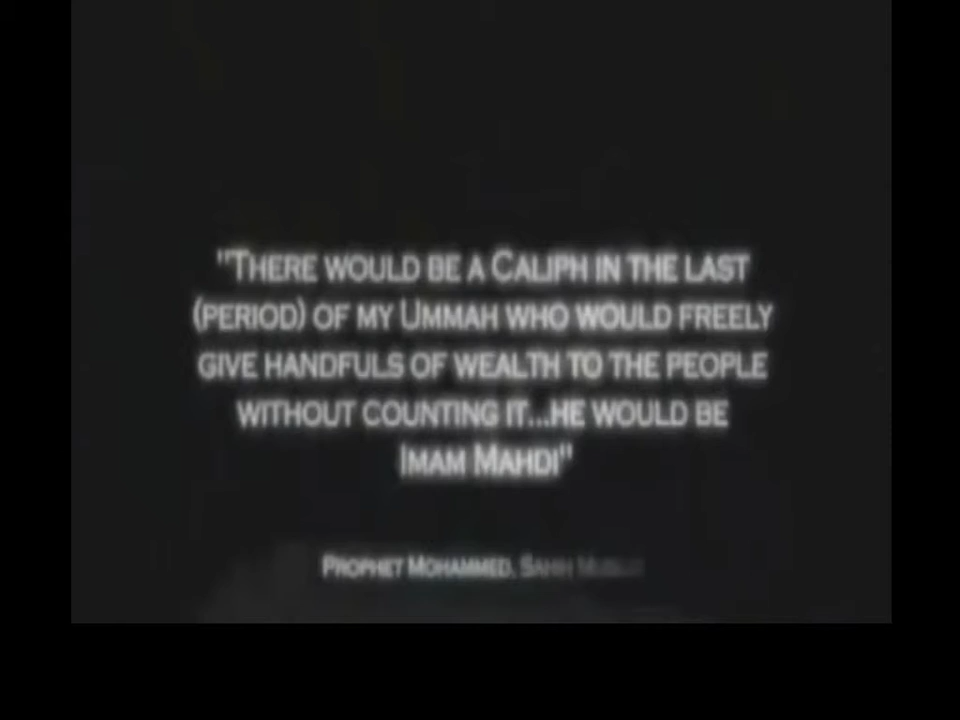 "There would be a Caliph in the last
(period) of my Ummah who would freely
give handfuls of wealth to the people
without counting it...he would be
Imam Mahdi"
Prophet Mohammed, Sahih